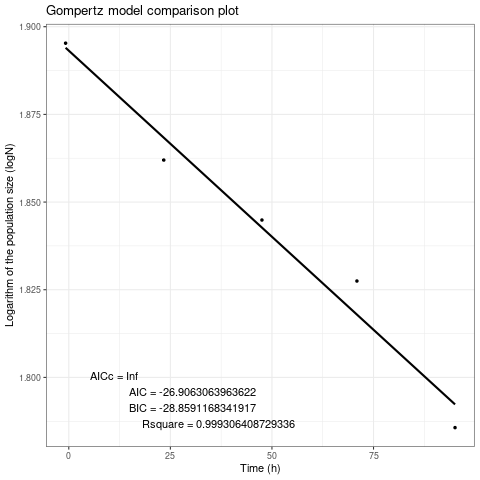 Gompertz model comparison plot
1.900
1.875
1.850
1.825
1.800
Logarithm of the population size (logN)
AICc = Inf
AIC = -26.9063063963622
BIC = -28.8591168341917
Rsquare = 0.999306408729336
0 25 50 75
Time (h)